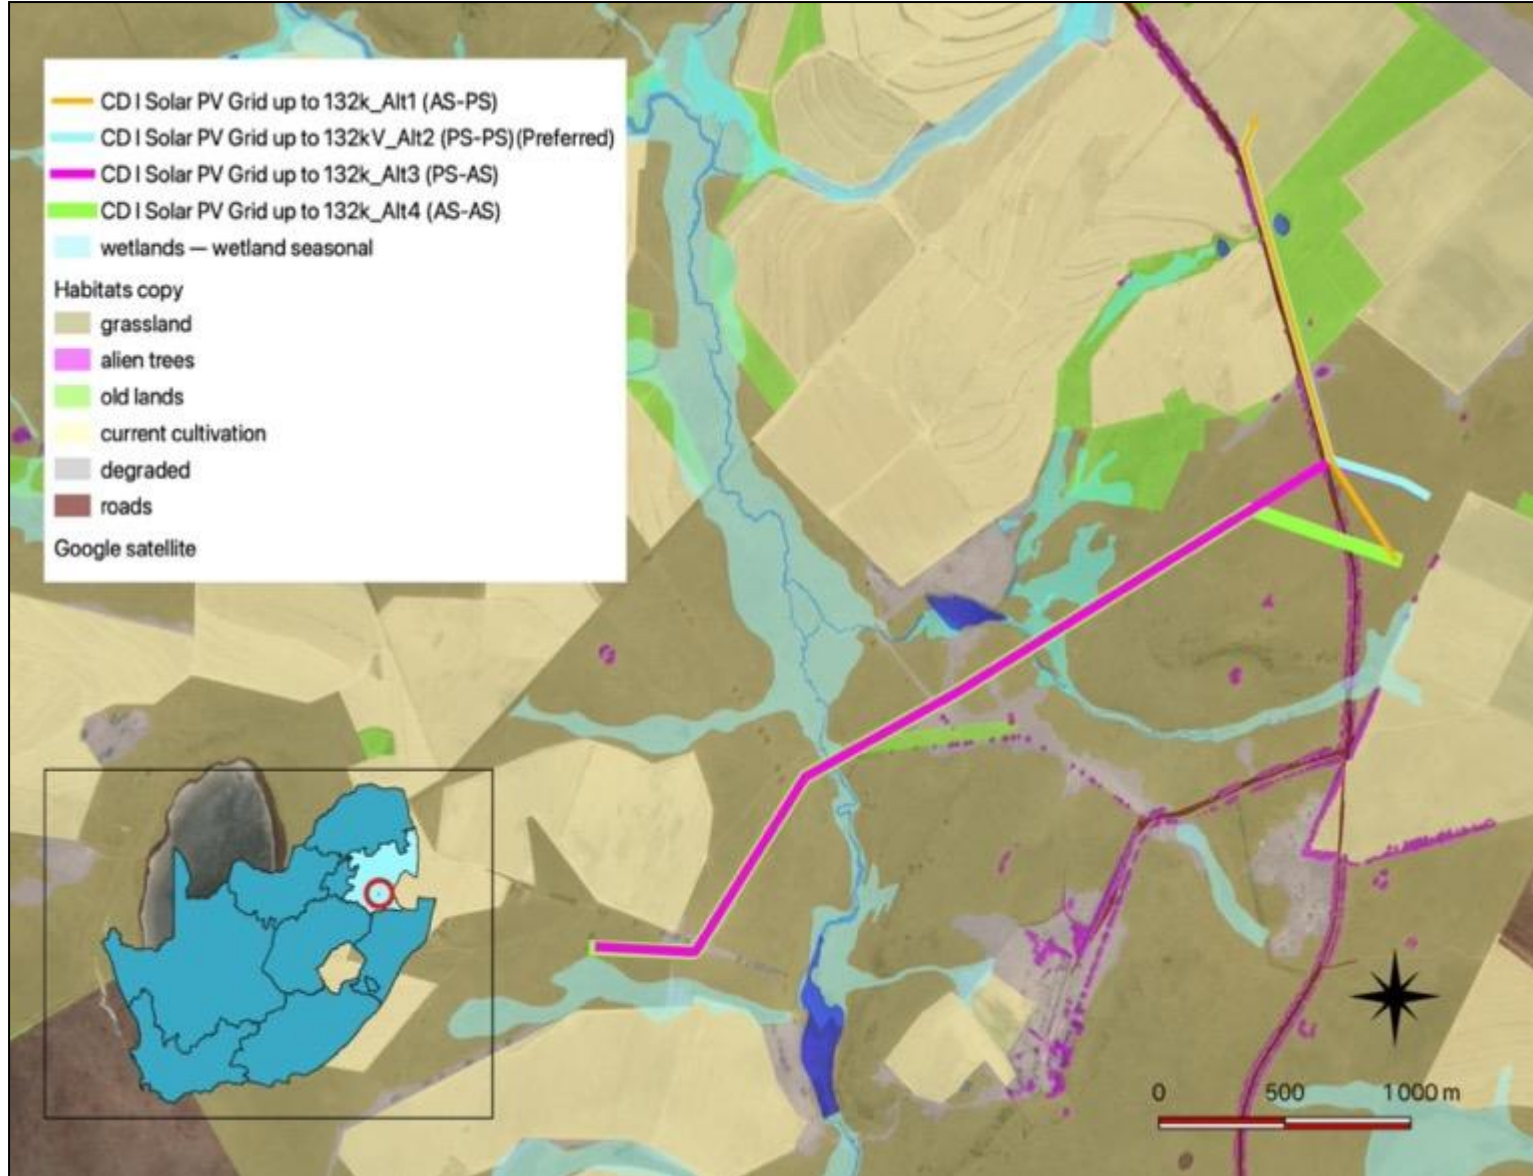 CD I Solar PV Grid up to 132k_Alt1 (AS-PS)
CD I Solar PV Grid up to 132kV_Alt2 (PS-PS)(Preferred)
CD I Solar PV Grid up to 132k_Alt3 (PS-AS)
CD I Solar PV Grid up to 132k_Alt4 (AS-AS)
wetlands — wetland seasonal
Habitats copy
grassland
alien trees
old lands
current cultivation
degraded
roads
Google satellite
0 500 1000 m